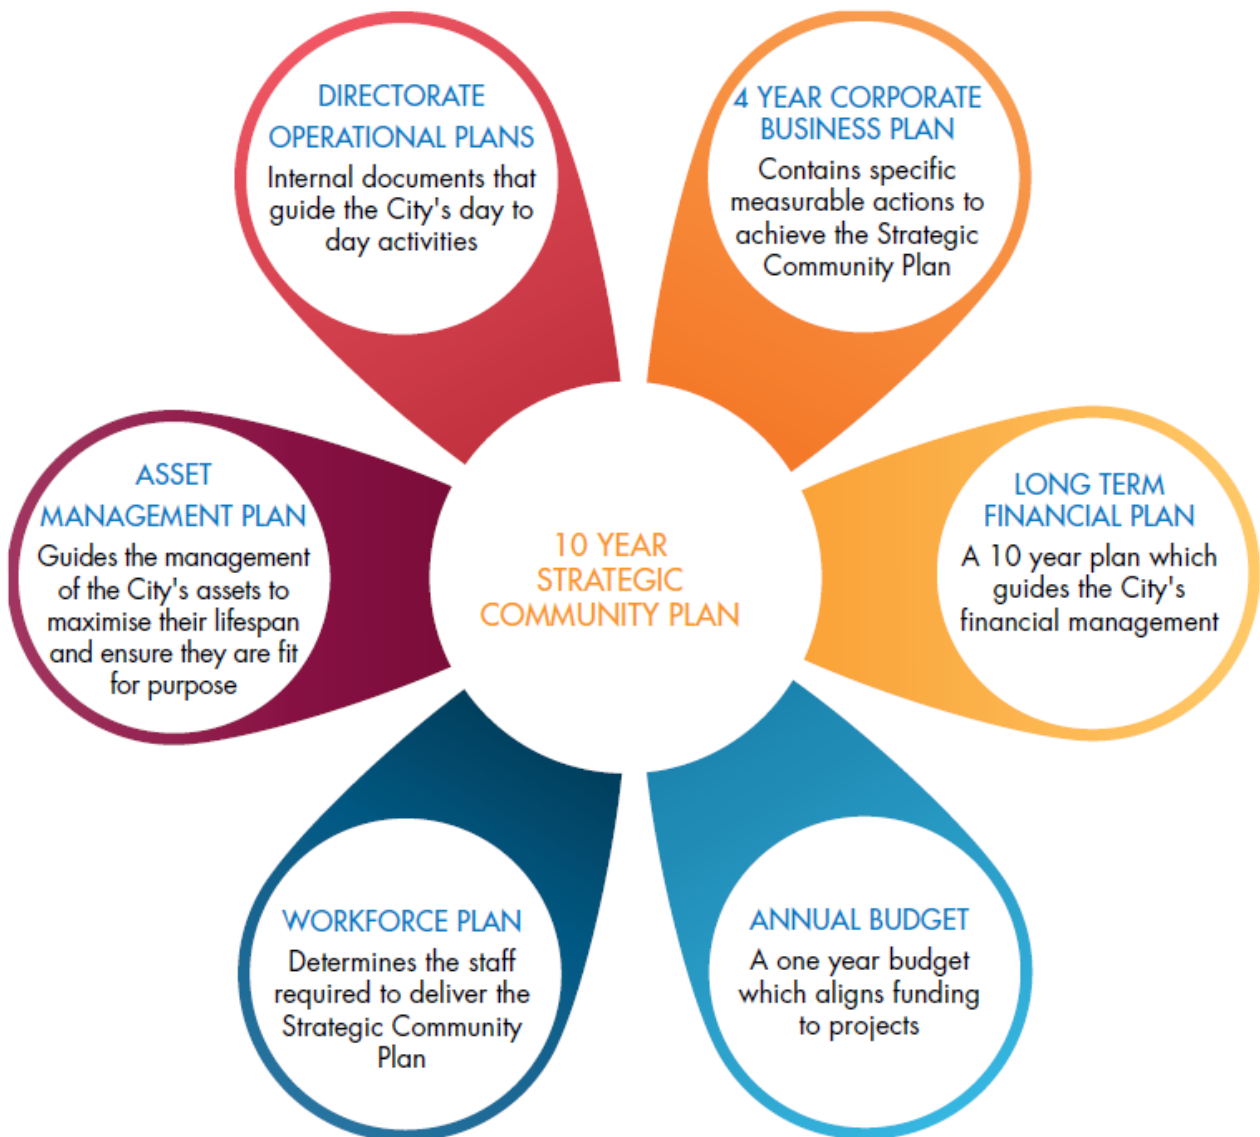 DIRECTORATE
OPERATIONAL PLANS
Internal documents that
guide the City's day to
day activities
4 YEAR CORPORATE
BUSINESS PLAN
Contains specific
measurable actions to
achieve the Strategic
Community Plan
ASSET
MANAGEMENT PLAN
Guides the management
of the City's assets to
maximise their lifespan
and ensure they are fit
for purpose
10 YEAR
STRATEGIC
COMMUNITY PLAN
LONG TERM
FINANCIAL PLAN
A 10 year plan which
guides the City's
financial management
WORKFORCE PLAN
Determines the staff
required to deliver the
Strategic Community
Plan
ANNUAL BUDGET
A one year budget
which aligns funding
to projects